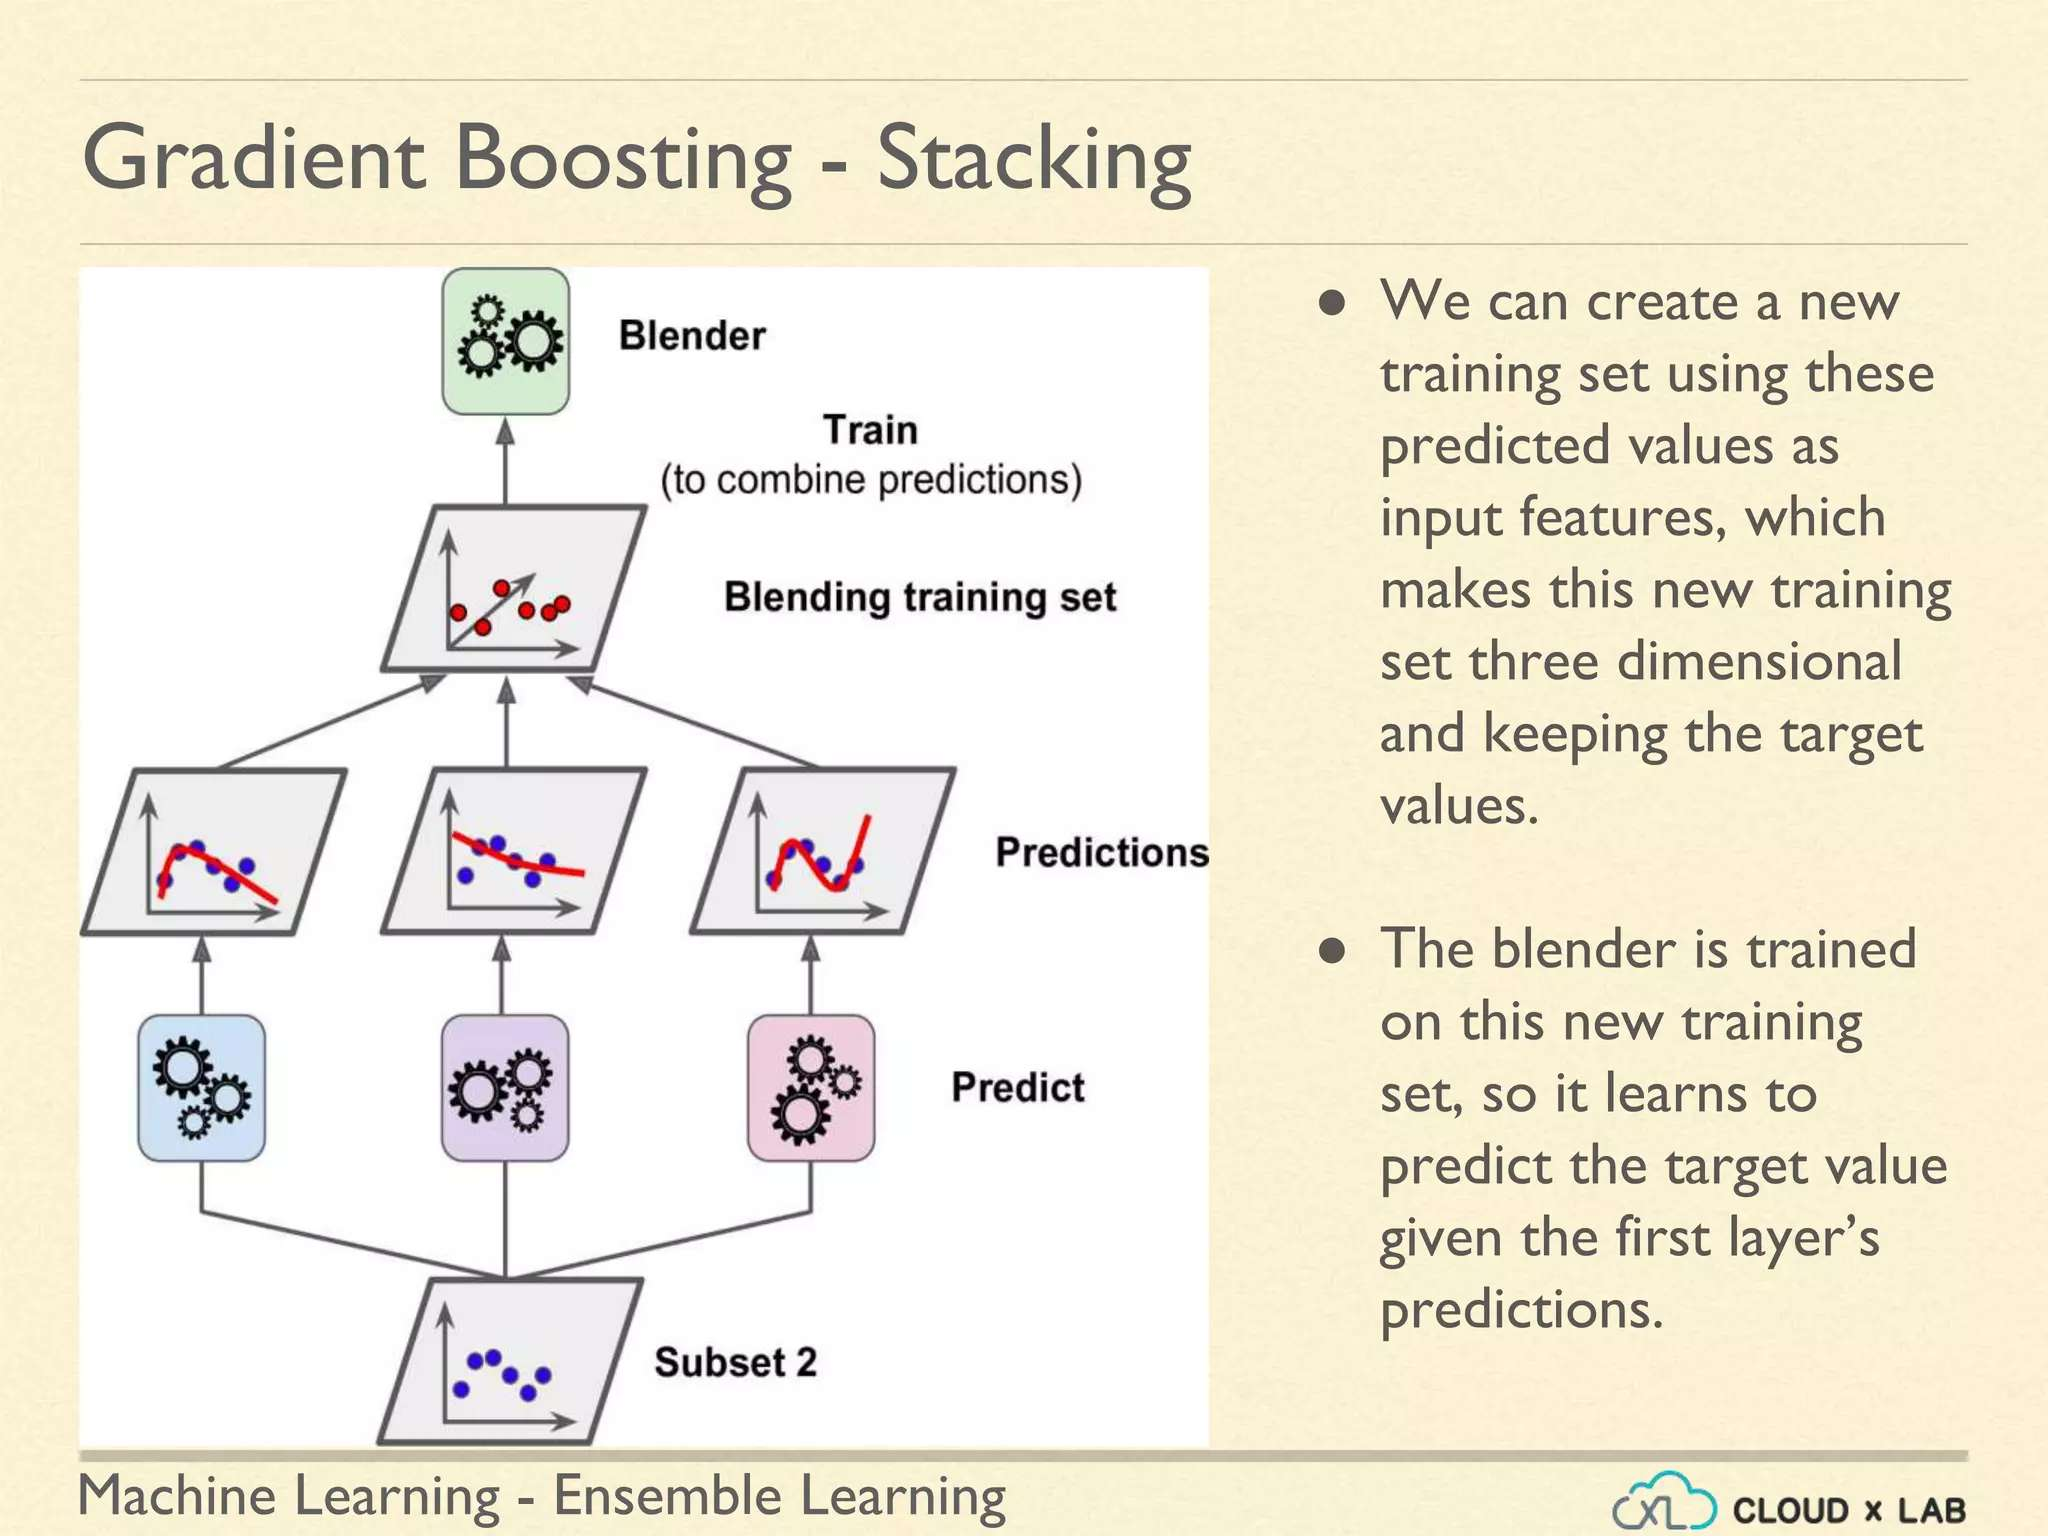 Gradient Boosting - Stacking
Blender
Train
(to combine predictions)
Blending training set
Predictions
Predict
Subset 2
● We can create a new
training set using these
predicted values as
input features, which
makes this new training
set three dimensional
and keeping the target
values.
● The blender is trained
on this new training
set, so it learns to
predict the target value
given the first layer’s
predictions.
Machine Learning - Ensemble Learning
XL CLOUD x LAB